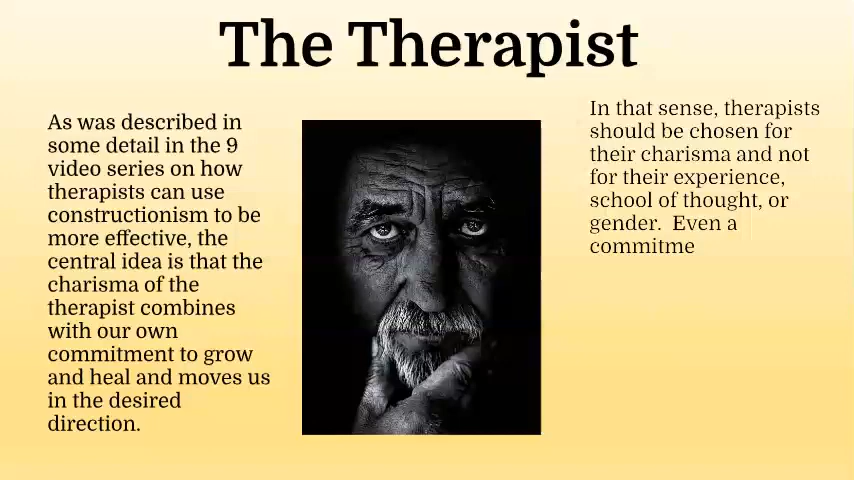 The Therapist
As was described in
some detail in the 9
video series on how
therapists can use
constructionism to be
more effective, the
central idea is that the
charisma of the
therapist combines
with our own
commitment to grow
and heal and moves us
in the desired
direction.
In that sense, therapists
should be chosen for
their charisma and not
for their experience,
school of thought, or
gender.  Even a
commitme